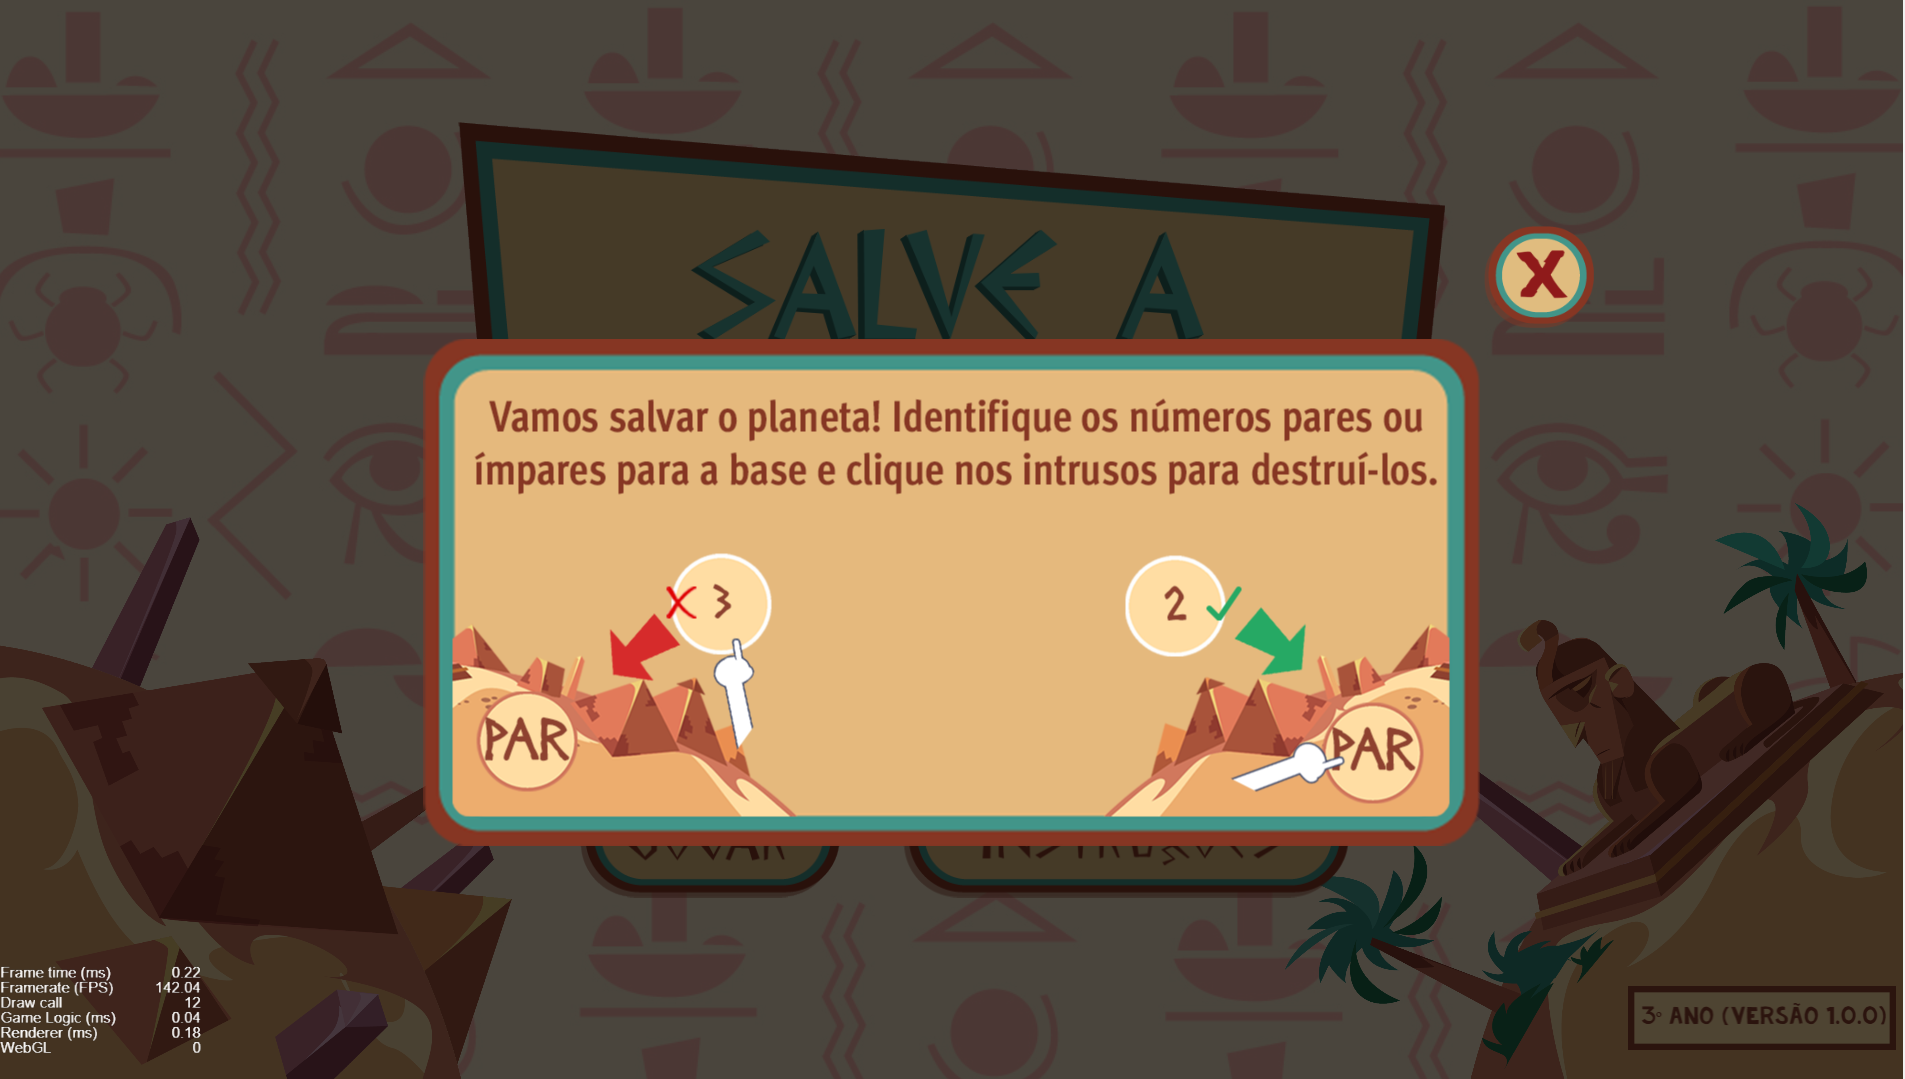 SALVE A
X
Vamos salvar o planeta! Identifique os números pares ou
ímpares para a base e clique nos intrusos para destruí-los.
3
2
PAR
PAR
Frame time (ms) 0.22
Framerate (FPS) 142.04
Draw call 12
Game Logic (ms) 0.04
Renderer (ms) 0.18
WebGL 0
3º ANO (VERSÃO 1.0.0)